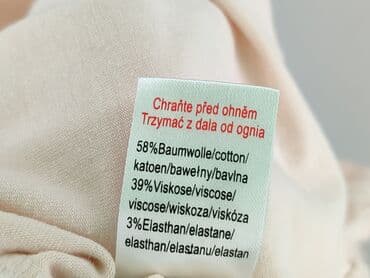 Chraňte před ohněm
Trzymać z dala od ognia
58%Baumwolle/cotton/
katoen/bawełny/bavlna
39%Viskose/viscose/
viscose/wiskoza/viskóza
3%Elasthan/elastane/
elasthan/elastanu/elastan